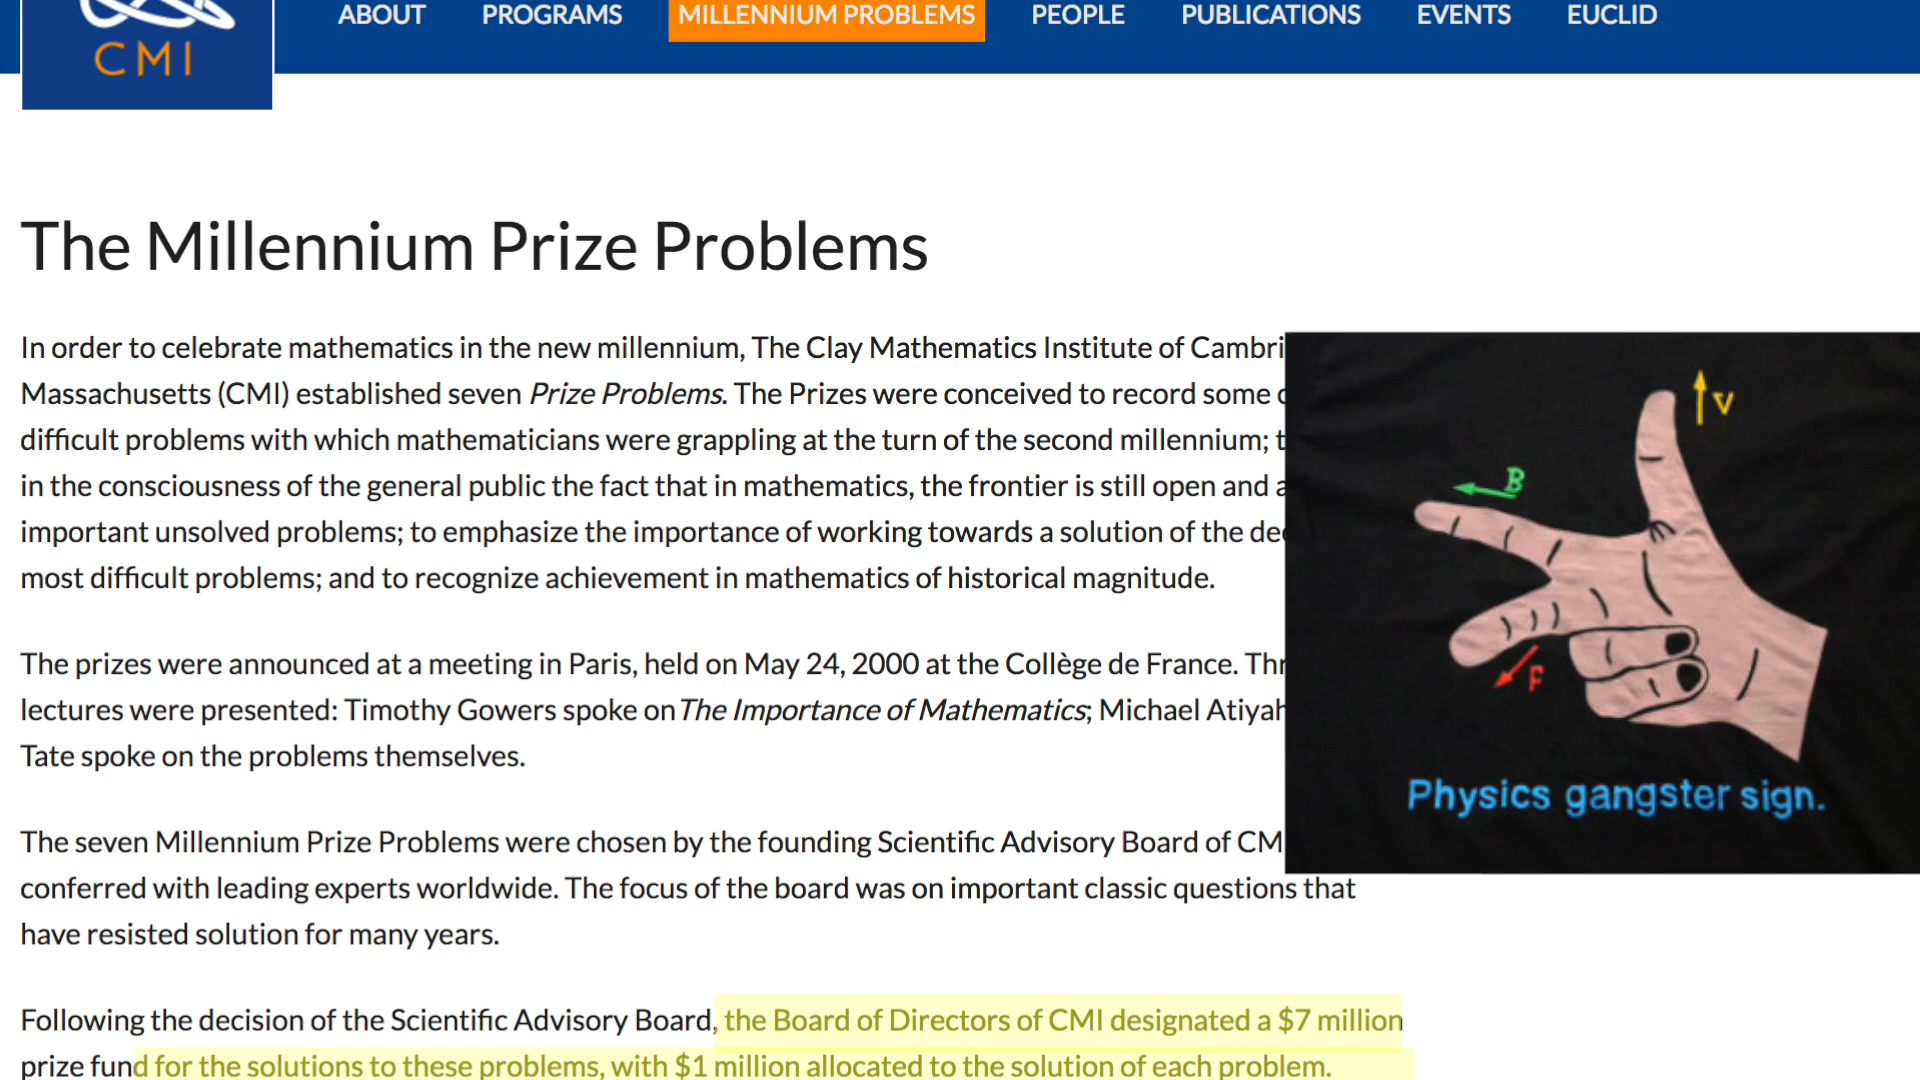 ABOUT PROGRAMS MILLENNIUM PROBLEMS PEOPLE PUBLICATIONS EVENTS EUCLID
CMI
The Millennium Prize Problems
In order to celebrate mathematics in the new millennium, The Clay Mathematics Institute of Cambri
Massachusetts (CMI) established seven Prize Problems. The Prizes were conceived to record some
difficult problems with which mathematicians were grappling at the turn of the second millennium; t
in the consciousness of the general public the fact that in mathematics, the frontier is still open and a
important unsolved problems; to emphasize the importance of working towards a solution of the de
most difficult problems; and to recognize achievement in mathematics of historical magnitude.
The prizes were announced at a meeting in Paris, held on May 24, 2000 at the Collège de France. Thr
lectures were presented: Timothy Gowers spoke on The Importance of Mathematics; Michael Atiyah
Tate spoke on the problems themselves.
The seven Millennium Prize Problems were chosen by the founding Scientific Advisory Board of CM
conferred with leading experts worldwide. The focus of the board was on important classic questions that
have resisted solution for many years.
Following the decision of the Scientific Advisory Board, the Board of Directors of CMI designated a $7 million
prize fund for the solutions to these problems, with $1 million allocated to the solution of each problem.
V
B
F
Physics gangster sign.